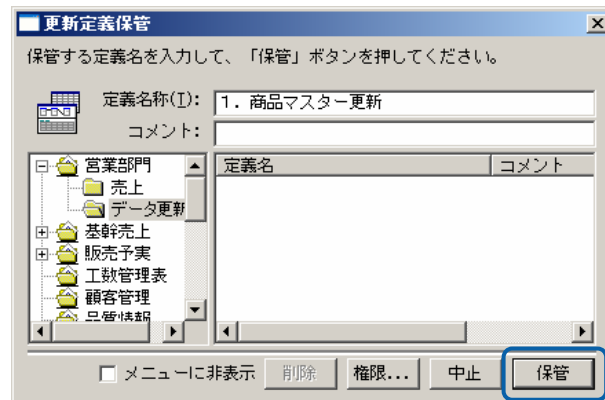 更新定義保管
保管する定義名を入力して、「保管」ボタンを押してください。
定義名称(I): 1. 商品マスター更新
コメント:
営業部門
売上
データ更新
基幹売上
販売予実
工数管理表
顧客管理
品質情報
定義名 コメント
メニューに非表示 削除 権限... 中止 保管